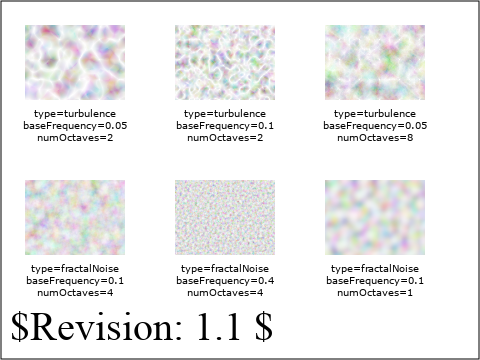 type=turbulence
baseFrequency=0.05
numOctaves=2
type=turbulence
baseFrequency=0.1
numOctaves=2
type=turbulence
baseFrequency=0.05
numOctaves=8
type=fractalNoise
baseFrequency=0.1
numOctaves=4
type=fractalNoise
baseFrequency=0.4
numOctaves=4
type=fractalNoise
baseFrequency=0.1
numOctaves=1
$Revision: 1.1 $